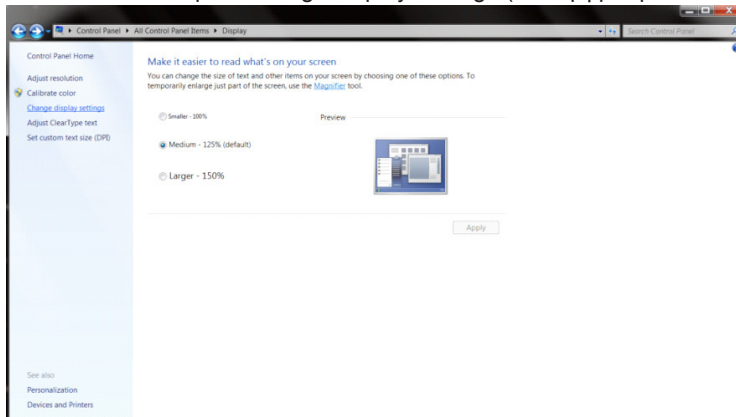 Control Panel ▸ All Control Panel Items ▸ Display
Search Control Panel
Control Panel Home
Adjust resolution
Calibrate color
Change display settings
Adjust ClearType text
Set custom text size (DPI)
Make it easier to read what's on your screen
You can change the size of text and other items on your screen by choosing one of these options. To
temporarily enlarge just part of the screen, use the Magnifier tool.
Smaller - 100%
Preview
Medium - 125% (default)
Larger - 150%
Apply
See also
Personalization
Devices and Printers